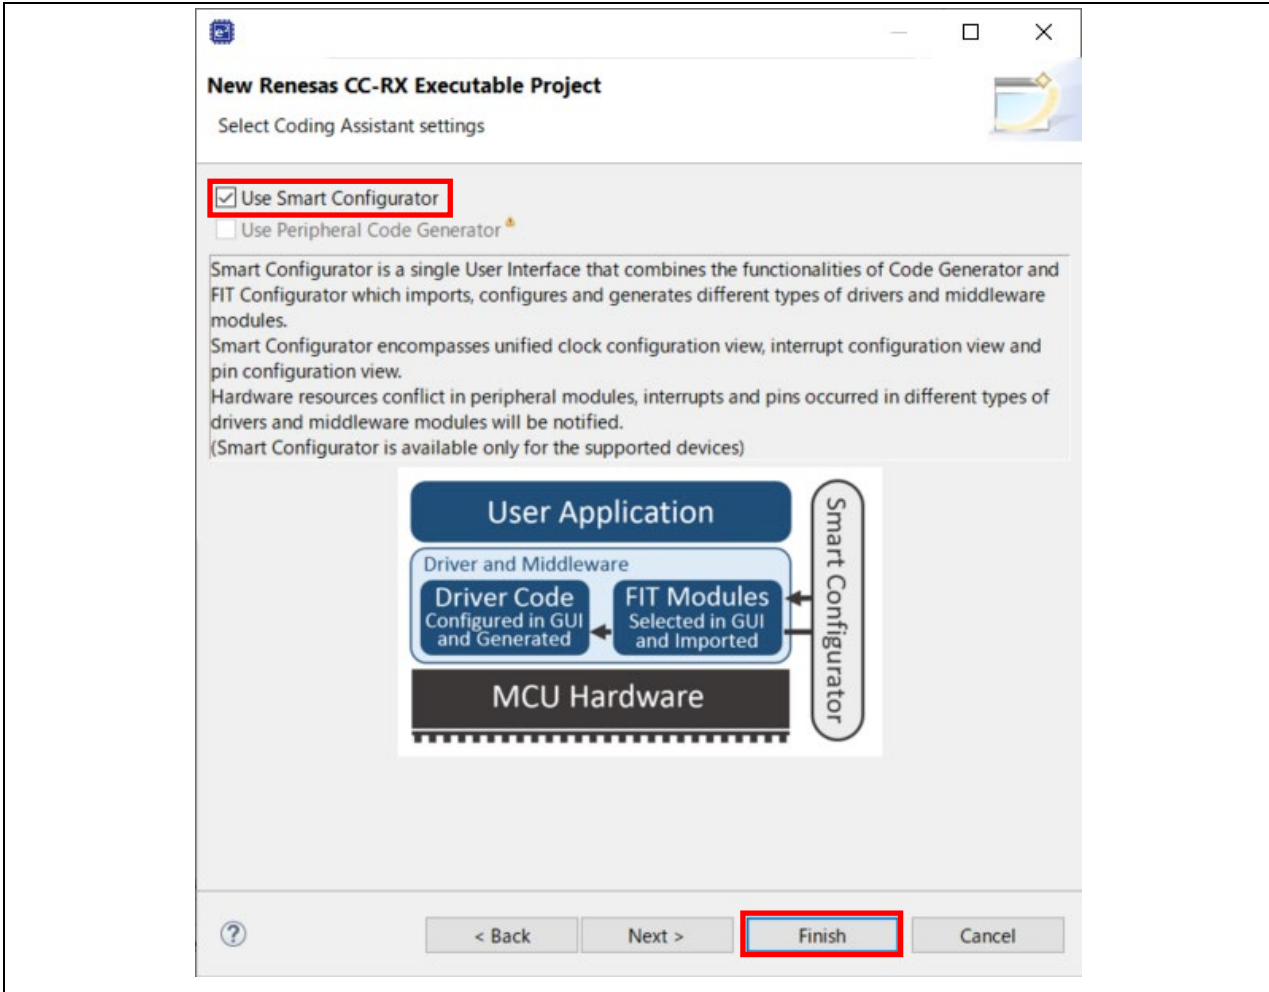 New Renesas CC-RX Executable Project
Select Coding Assistant settings
Use Smart Configurator
Use Peripheral Code Generator
Smart Configurator is a single User Interface that combines the functionalities of Code Generator and
FIT Configurator which imports, configures and generates different types of drivers and middleware
modules.
Smart Configurator encompasses unified clock configuration view, interrupt configuration view and
pin configuration view.
Hardware resources conflict in peripheral modules, interrupts and pins occurred in different types of
drivers and middleware modules will be notified.
(Smart Configurator is available only for the supported devices)
User Application
Driver and Middleware
Driver Code
Configured in GUI
and Generated
FIT Modules
Selected in GUI
and Imported
MCU Hardware
Smart Configurator
< Back
Next >
Finish
Cancel